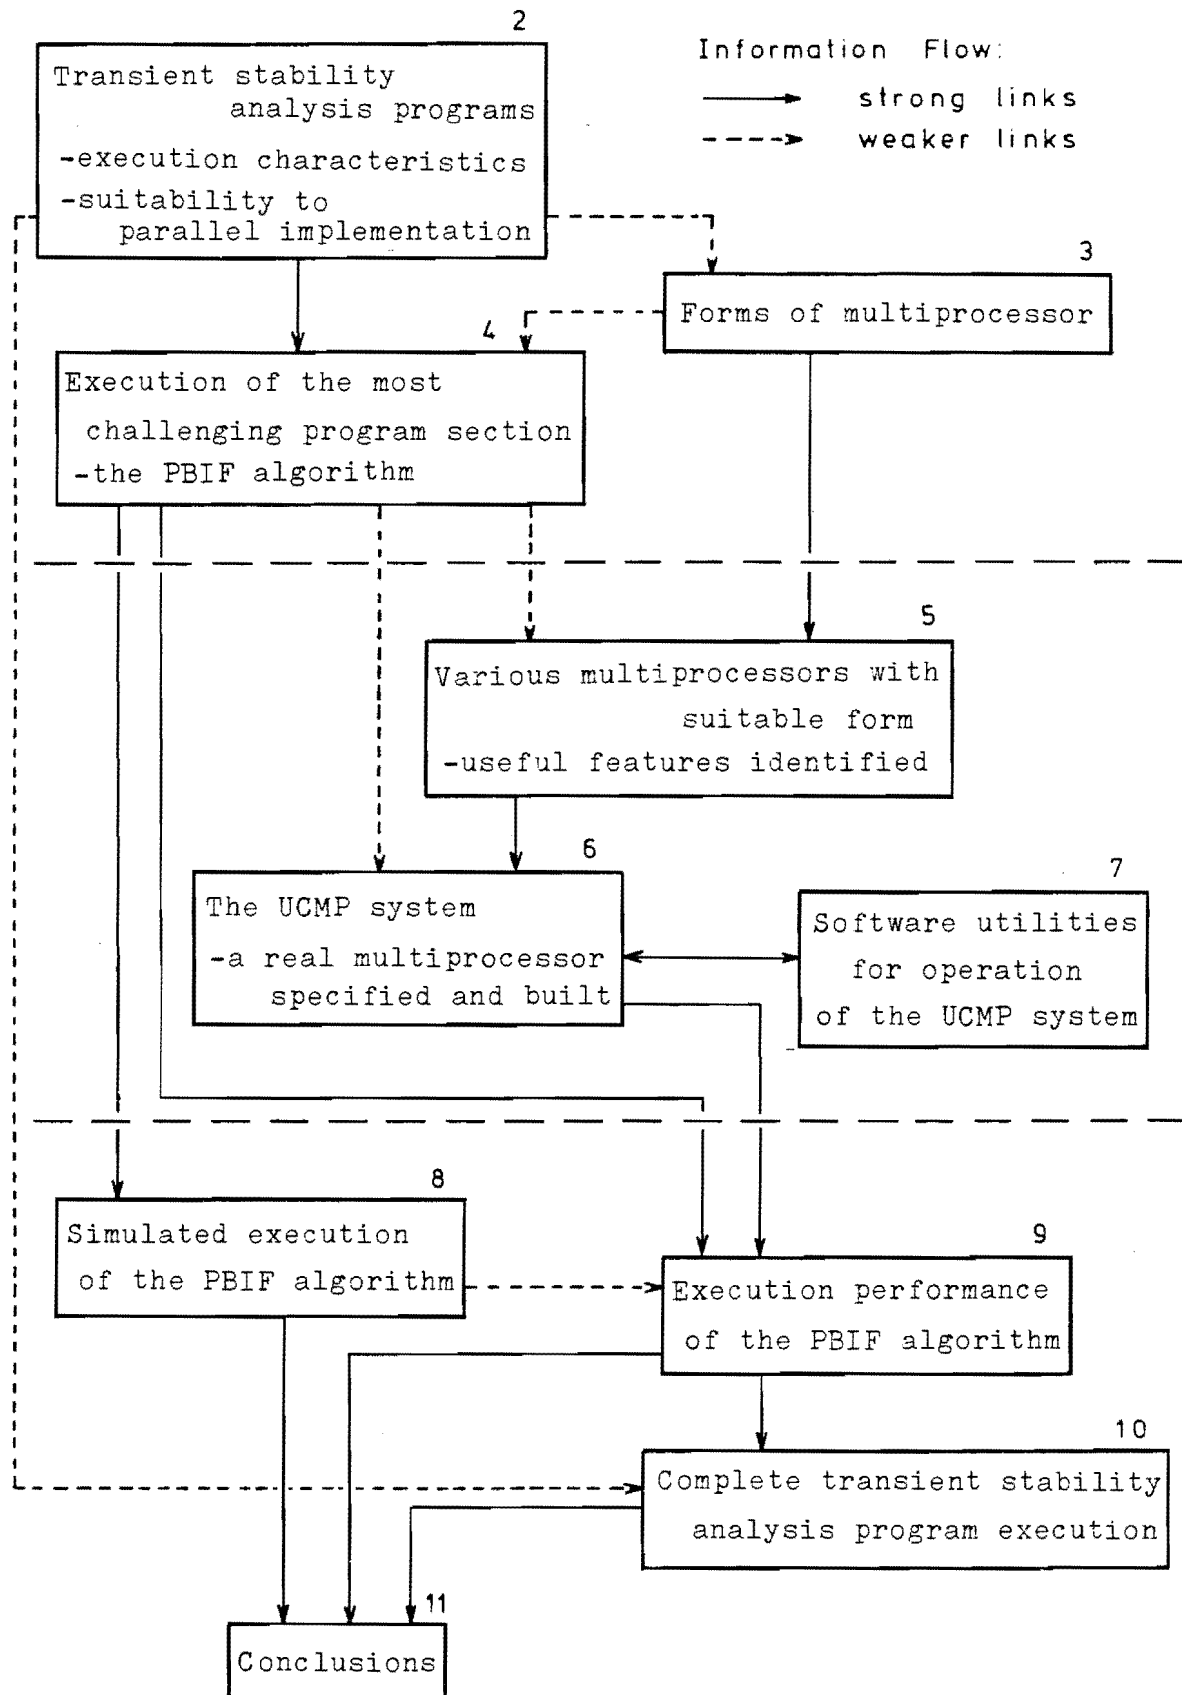 2
Information Flow:
Transient stability
analysis programs
strong links
weaker links
-execution characteristics
-suitability to
parallel implementation
3
Forms of multiprocessor
4
Execution of the most
challenging program section
-the PBIF algorithm
5
Various multiprocessors with
suitable form
-useful features identified
6
The UCMP system
-a real multiprocessor
specified and built
7
Software utilities
for operation
of the UCMP system
8
Simulated execution
of the PBIF algorithm
9
Execution performance
of the PBIF algorithm
10
Complete transient stability
analysis program execution
11
Conclusions